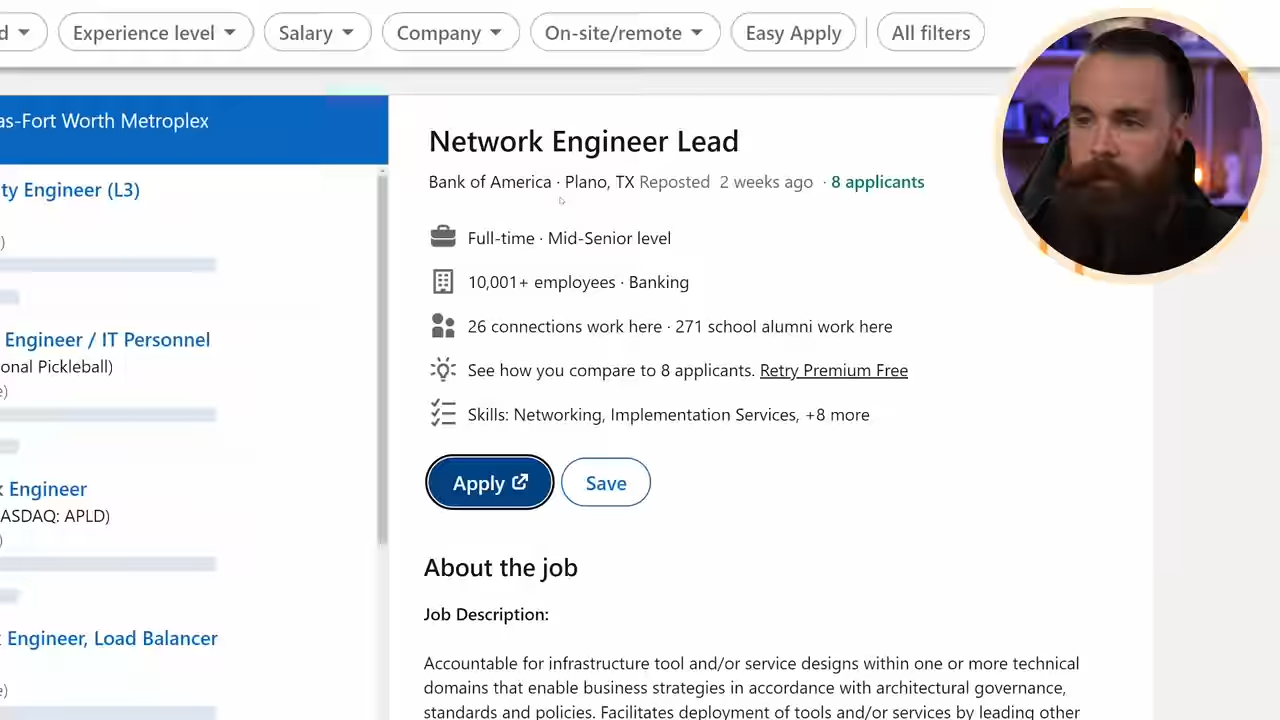 d
Experience level
Salary
Company
On-site/remote
Easy Apply
All filters
as-Fort Worth Metroplex
ty Engineer (L3)
)
Engineer / IT Personnel
onal Pickleball)
e)
k Engineer
ASDAQ: APLD)
)
Engineer, Load Balancer
e)
Network Engineer Lead
Bank of America · Plano, TX Reposted 2 weeks ago · 8 applicants
Full-time · Mid-Senior level
10,001+ employees · Banking
26 connections work here · 271 school alumni work here
See how you compare to 8 applicants. Retry Premium Free
Skills: Networking, Implementation Services, +8 more
Apply
Save
About the job
Job Description:
Accountable for infrastructure tool and/or service designs within one or more technical
domains that enable business strategies in accordance with architectural governance,
standards and policies. Facilitates deployment of tools and/or services by leading other